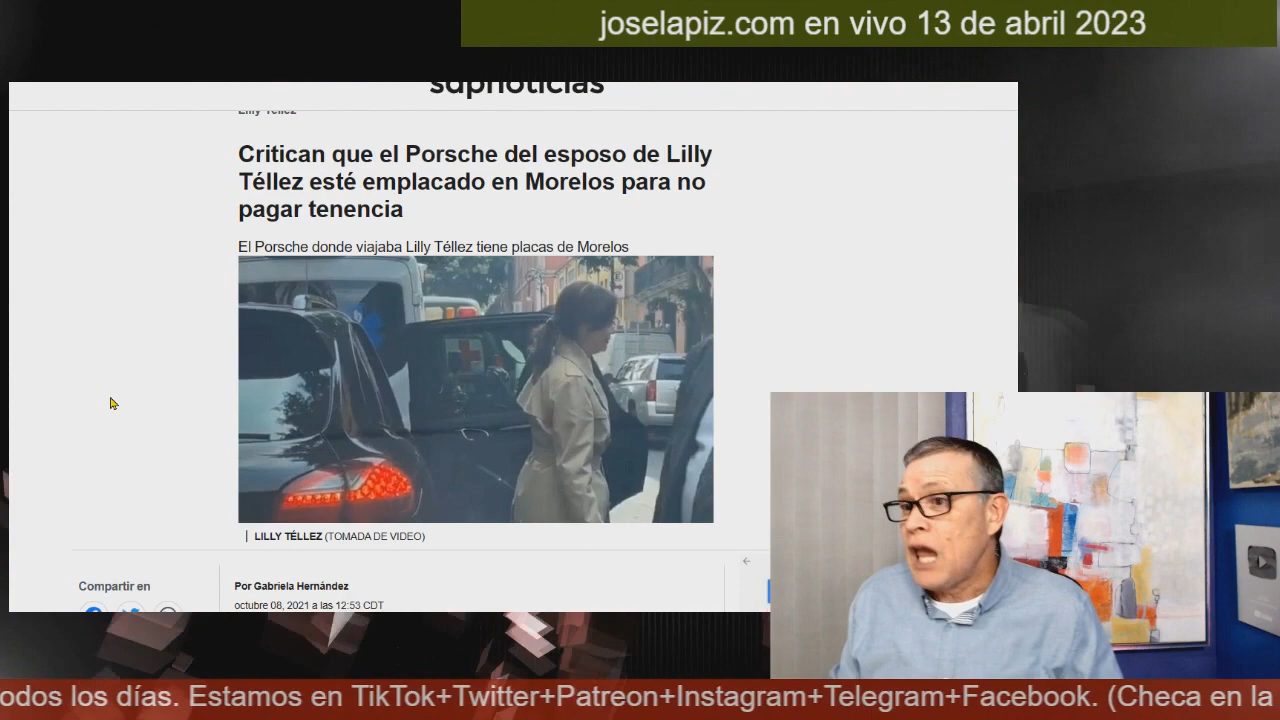 joselapiz.com en vivo 13 de abril 2023
sdpnoticias
Lilly Téllez
Critican que el Porsche del esposo de Lilly
Téllez esté emplacado en Morelos para no
pagar tenencia
El Porsche donde viajaba Lilly Téllez tiene placas de Morelos
LILLY TÉLLEZ (TOMADA DE VIDEO)
Compartir en
Por Gabriela Hernández
octubre 08, 2021 a las 12:53 CDT
odos los días. Estamos en TikTok+Twitter+Patreon+Instagram+Telegram+Facebook. (Checa en la